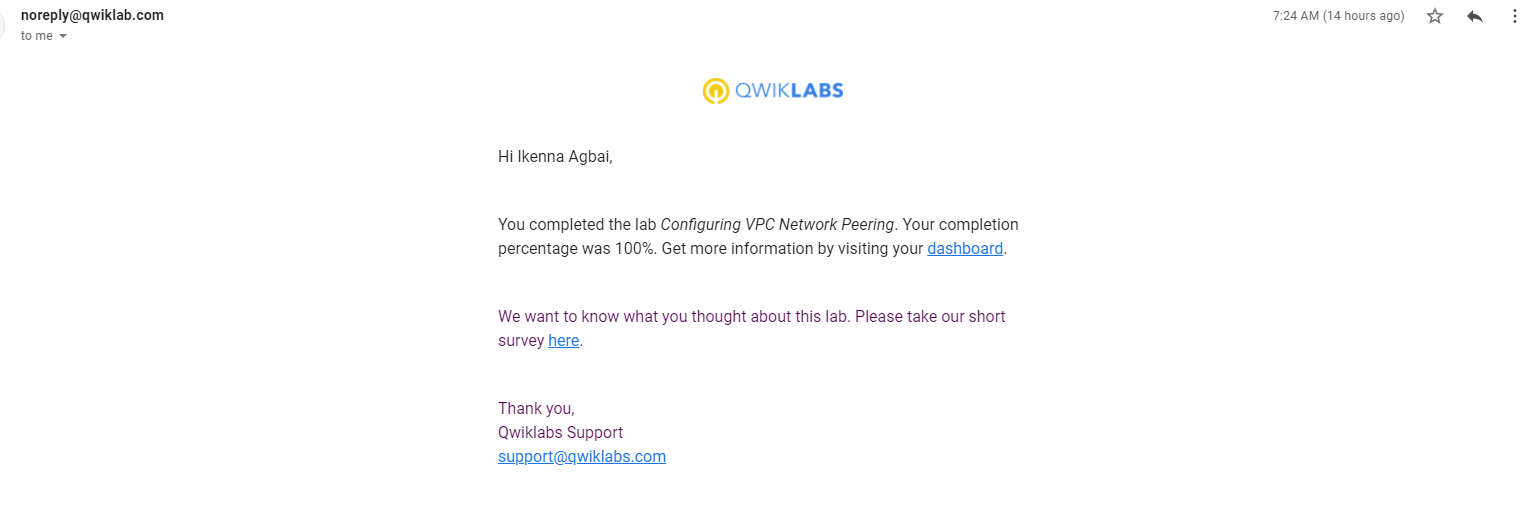 noreply@qwiklab.com
7:24 AM (14 hours ago)
to me
QWIKLABS
Hi Ikenna Agbai,
You completed the lab Configuring VPC Network Peering. Your completion
percentage was 100%. Get more information by visiting your dashboard.
We want to know what you thought about this lab. Please take our short
survey here.
Thank you,
Qwiklabs Support
support@qwiklabs.com